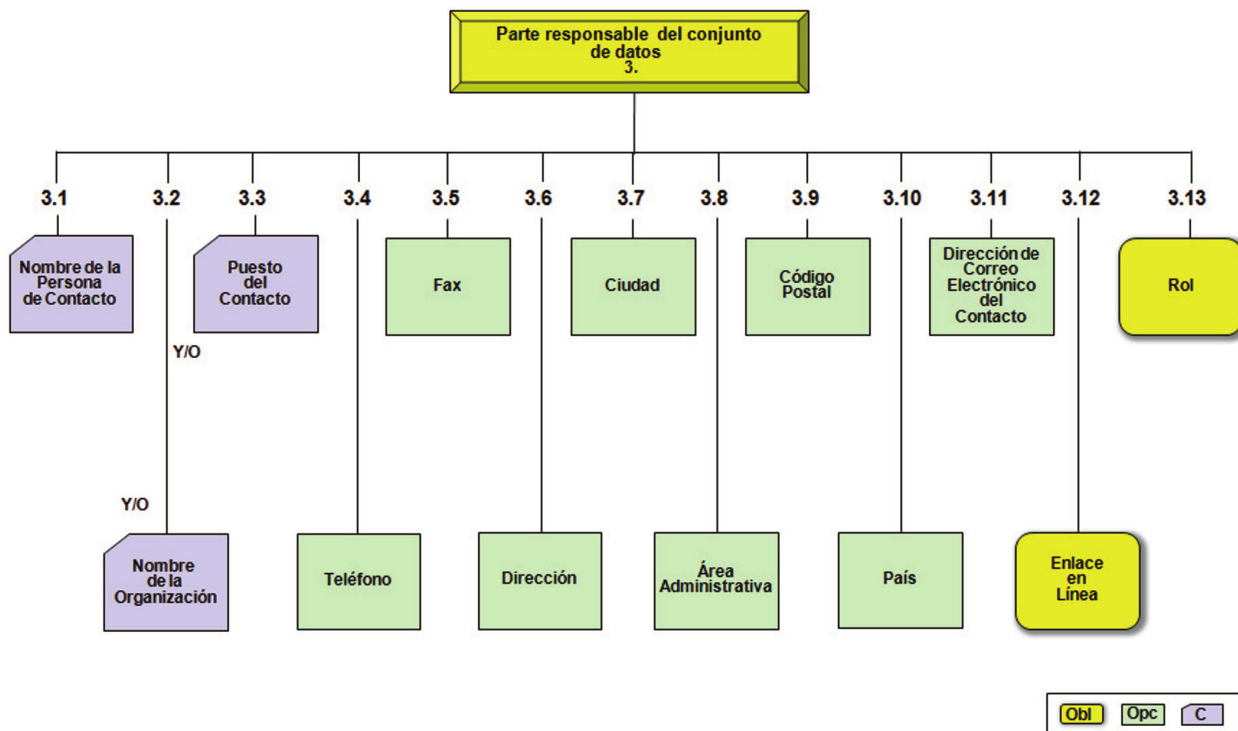 Parte responsable del conjunto
de datos
3.
3.1
3.2
3.3
3.4
3.5
3.6
3.7
3.8
3.9
3.10
3.11
3.12
3.13
Nombre de la
Persona
de Contacto
Puesto
del
Contacto
Fax
Ciudad
Código
Postal
Dirección de
Correo
Electrónico
del
Contacto
Rol
Y/O
Y/O
Nombre
de la
Organización
Teléfono
Dirección
Área
Administrativa
País
Enlace
en
Línea
Obl
Opc
C